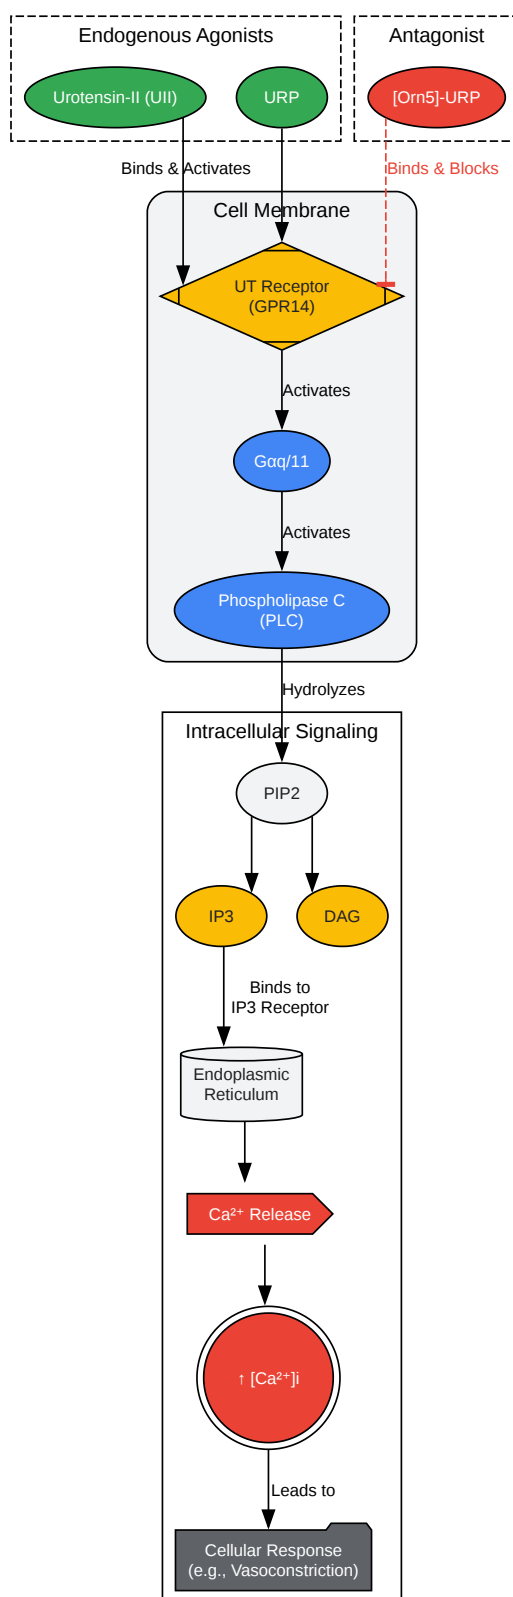 Endogenous Agonists
Antagonist
Urotensin-II (UII)
URP
[Orn5]-URP
Binds & Activates
Binds & Blocks
Cell Membrane
UT Receptor
(GPR14)
Activates
Gαq/11
Activates
Phospholipase C
(PLC)
Hydrolyzes
Intracellular Signaling
PIP2
IP3
DAG
Binds to
IP3 Receptor
Endoplasmic
Reticulum
Ca²⁺ Release
↑ [Ca²⁺]i
Leads to
Cellular Response
(e.g., Vasoconstriction)